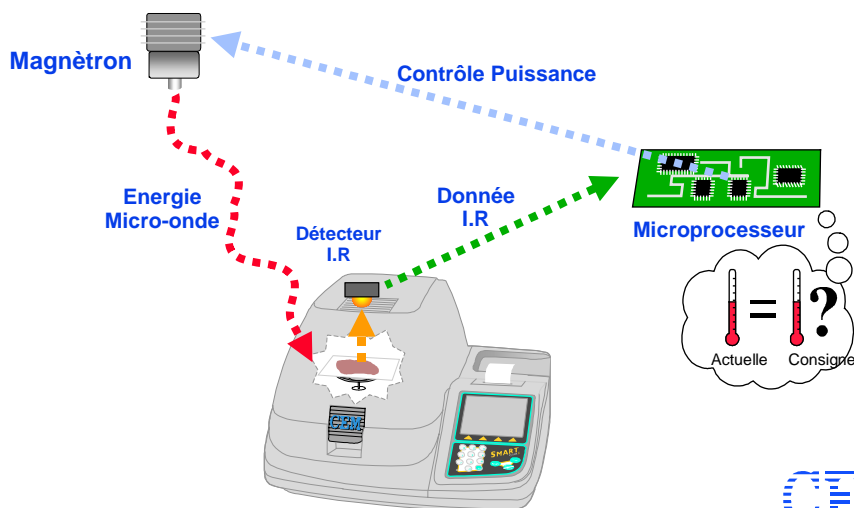 Magnètron
Contrôle Puissance
Energie
Micro-onde
Détecteur
I.R
Donnée
I.R
Microprocesseur
=
?
Actuelle
Consigne
CEM
SMART